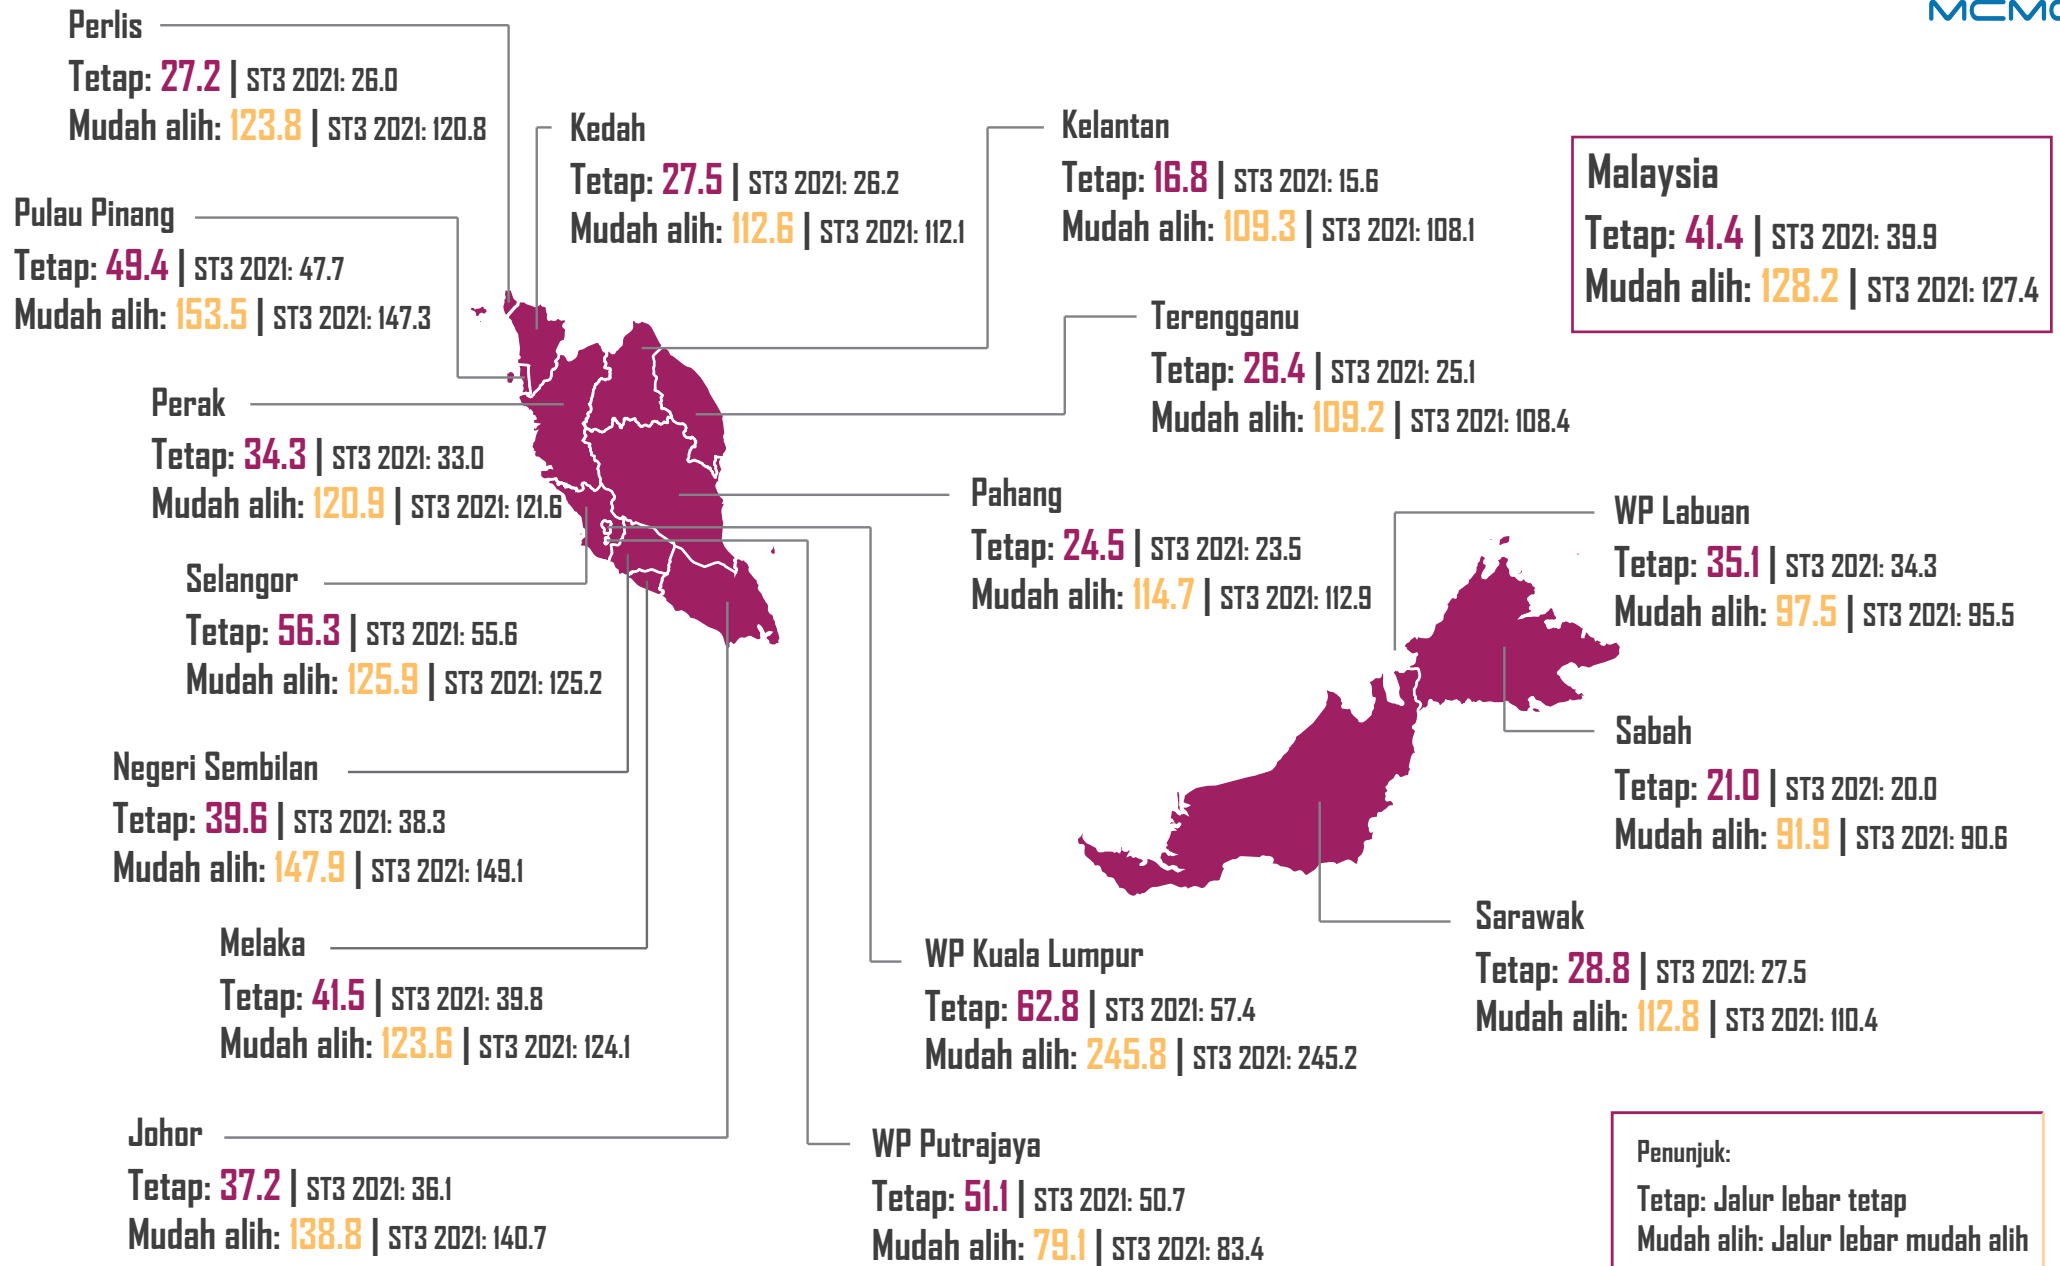 MCMC
Perlis
Tetap: 27.2 | ST3 2021: 26.0
Mudah alih: 123.8 | ST3 2021: 120.8
Kedah
Tetap: 27.5 | ST3 2021: 26.2
Mudah alih: 112.6 | ST3 2021: 112.1
Kelantan
Tetap: 16.8 | ST3 2021: 15.6
Mudah alih: 109.3 | ST3 2021: 108.1
Malaysia
Tetap: 41.4 | ST3 2021: 39.9
Mudah alih: 128.2 | ST3 2021: 127.4
Pulau Pinang
Tetap: 49.4 | ST3 2021: 47.7
Mudah alih: 153.5 | ST3 2021: 147.3
Terengganu
Tetap: 26.4 | ST3 2021: 25.1
Mudah alih: 109.2 | ST3 2021: 108.4
Perak
Tetap: 34.3 | ST3 2021: 33.0
Mudah alih: 120.9 | ST3 2021: 121.6
Pahang
Tetap: 24.5 | ST3 2021: 23.5
Mudah alih: 114.7 | ST3 2021: 112.9
WP Labuan
Tetap: 35.1 | ST3 2021: 34.3
Mudah alih: 97.5 | ST3 2021: 95.5
Selangor
Tetap: 56.3 | ST3 2021: 55.6
Mudah alih: 125.9 | ST3 2021: 125.2
Sabah
Tetap: 21.0 | ST3 2021: 20.0
Mudah alih: 91.9 | ST3 2021: 90.6
Negeri Sembilan
Tetap: 39.6 | ST3 2021: 38.3
Mudah alih: 147.9 | ST3 2021: 149.1
Sarawak
Tetap: 28.8 | ST3 2021: 27.5
Mudah alih: 112.8 | ST3 2021: 110.4
Melaka
Tetap: 41.5 | ST3 2021: 39.8
Mudah alih: 123.6 | ST3 2021: 124.1
WP Kuala Lumpur
Tetap: 62.8 | ST3 2021: 57.4
Mudah alih: 245.8 | ST3 2021: 245.2
Johor
Tetap: 37.2 | ST3 2021: 36.1
Mudah alih: 138.8 | ST3 2021: 140.7
WP Putrajaya
Tetap: 51.1 | ST3 2021: 50.7
Mudah alih: 79.1 | ST3 2021: 83.4
Penunjuk:
Tetap: Jalur lebar tetap
Mudah alih: Jalur lebar mudah alih